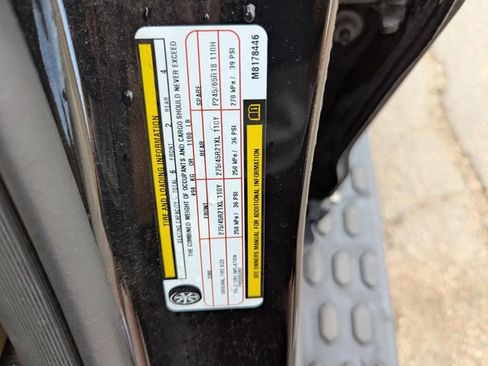 TIRE AND LOADING INFORMATION
SEATING CAPACITY - TOTAL 6 FRONT 2 REAR 4
THE COMBINED WEIGHT OF OCCUPANTS AND CARGO SHOULD NEVER EXCEED
498 KG OR 1100 LB
TIRE FRONT REAR SPARE
ORIGINAL TIRE SIZE 275/45R21XL 110Y 275/45R21XL 110Y P245/65R18 110H
COLD TIRE INFLATION PRESSURE 250 kPa / 36 PSI 250 kPa / 36 PSI 270 kPa / 39 PSI
SEE OWNERS MANUAL FOR ADDITIONAL INFORMATION
M8178446